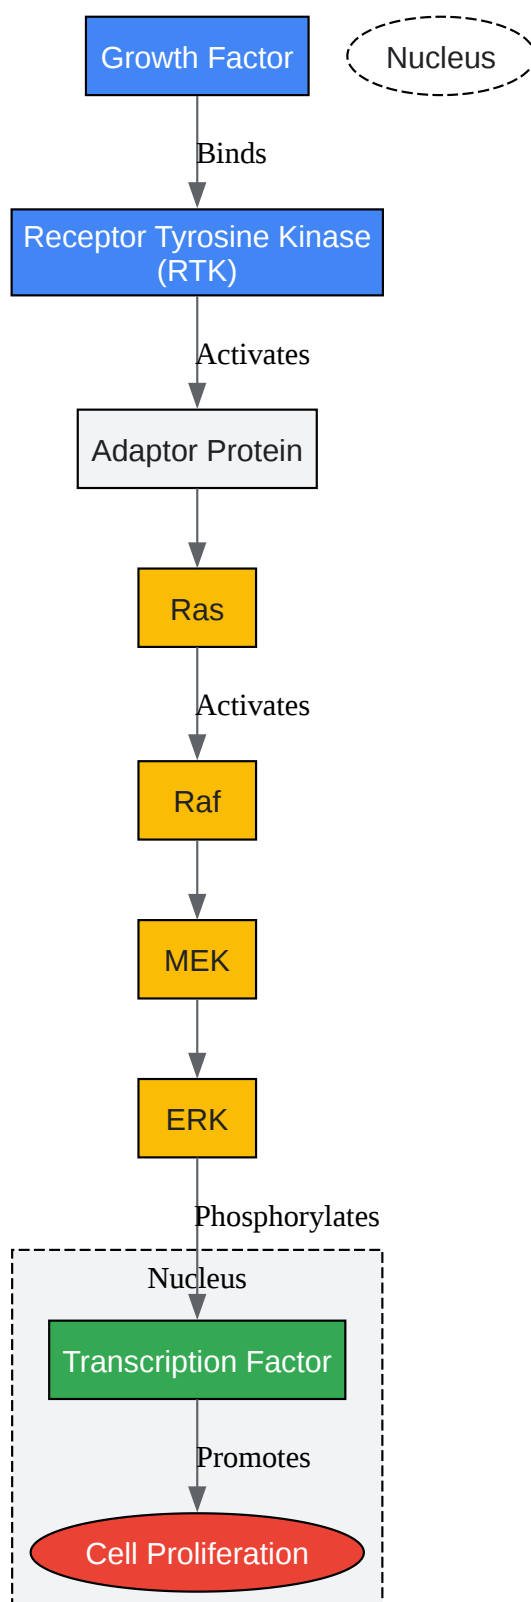 Growth Factor
Nucleus
Binds
Receptor Tyrosine Kinase
(RTK)
Activates
Adaptor Protein
Ras
Activates
Raf
MEK
ERK
Phosphorylates
Nucleus
Transcription Factor
Promotes
Cell Proliferation